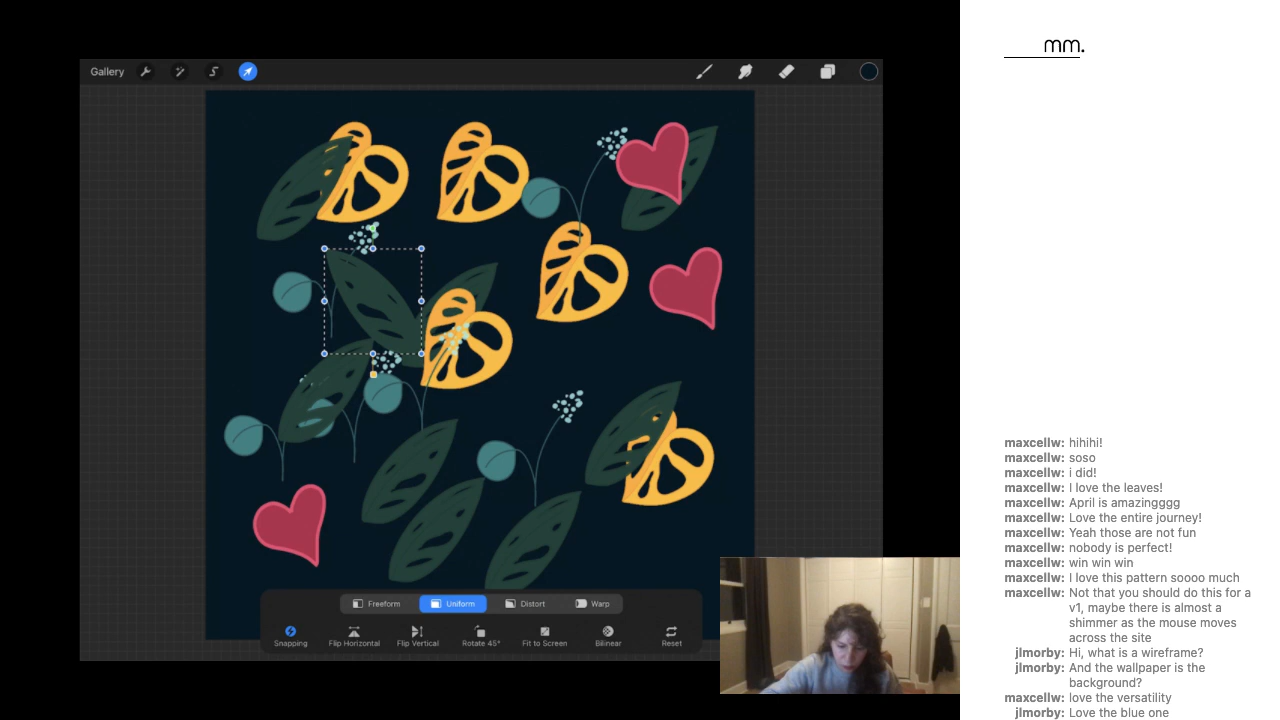 Gallery
mm.
Freeform
Uniform
Distort
Warp
Snapping
Flip Horizontal
Flip Vertical
Rotate 45°
Fit to Screen
Bilinear
Reset
maxcellw: hihihi!
maxcellw: soso
maxcellw: i did!
maxcellw: I love the leaves!
maxcellw: April is amazingggg
maxcellw: Love the entire journey!
maxcellw: Yeah those are not fun
maxcellw: nobody is perfect!
maxcellw: win win win
maxcellw: I love this pattern soooo much
maxcellw: Not that you should do this for a
v1, maybe there is almost a
shimmer as the mouse moves
across the site
jlmorby: Hi, what is a wireframe?
jlmorby: And the wallpaper is the
background?
maxcellw: love the versatility
jlmorby: Love the blue one